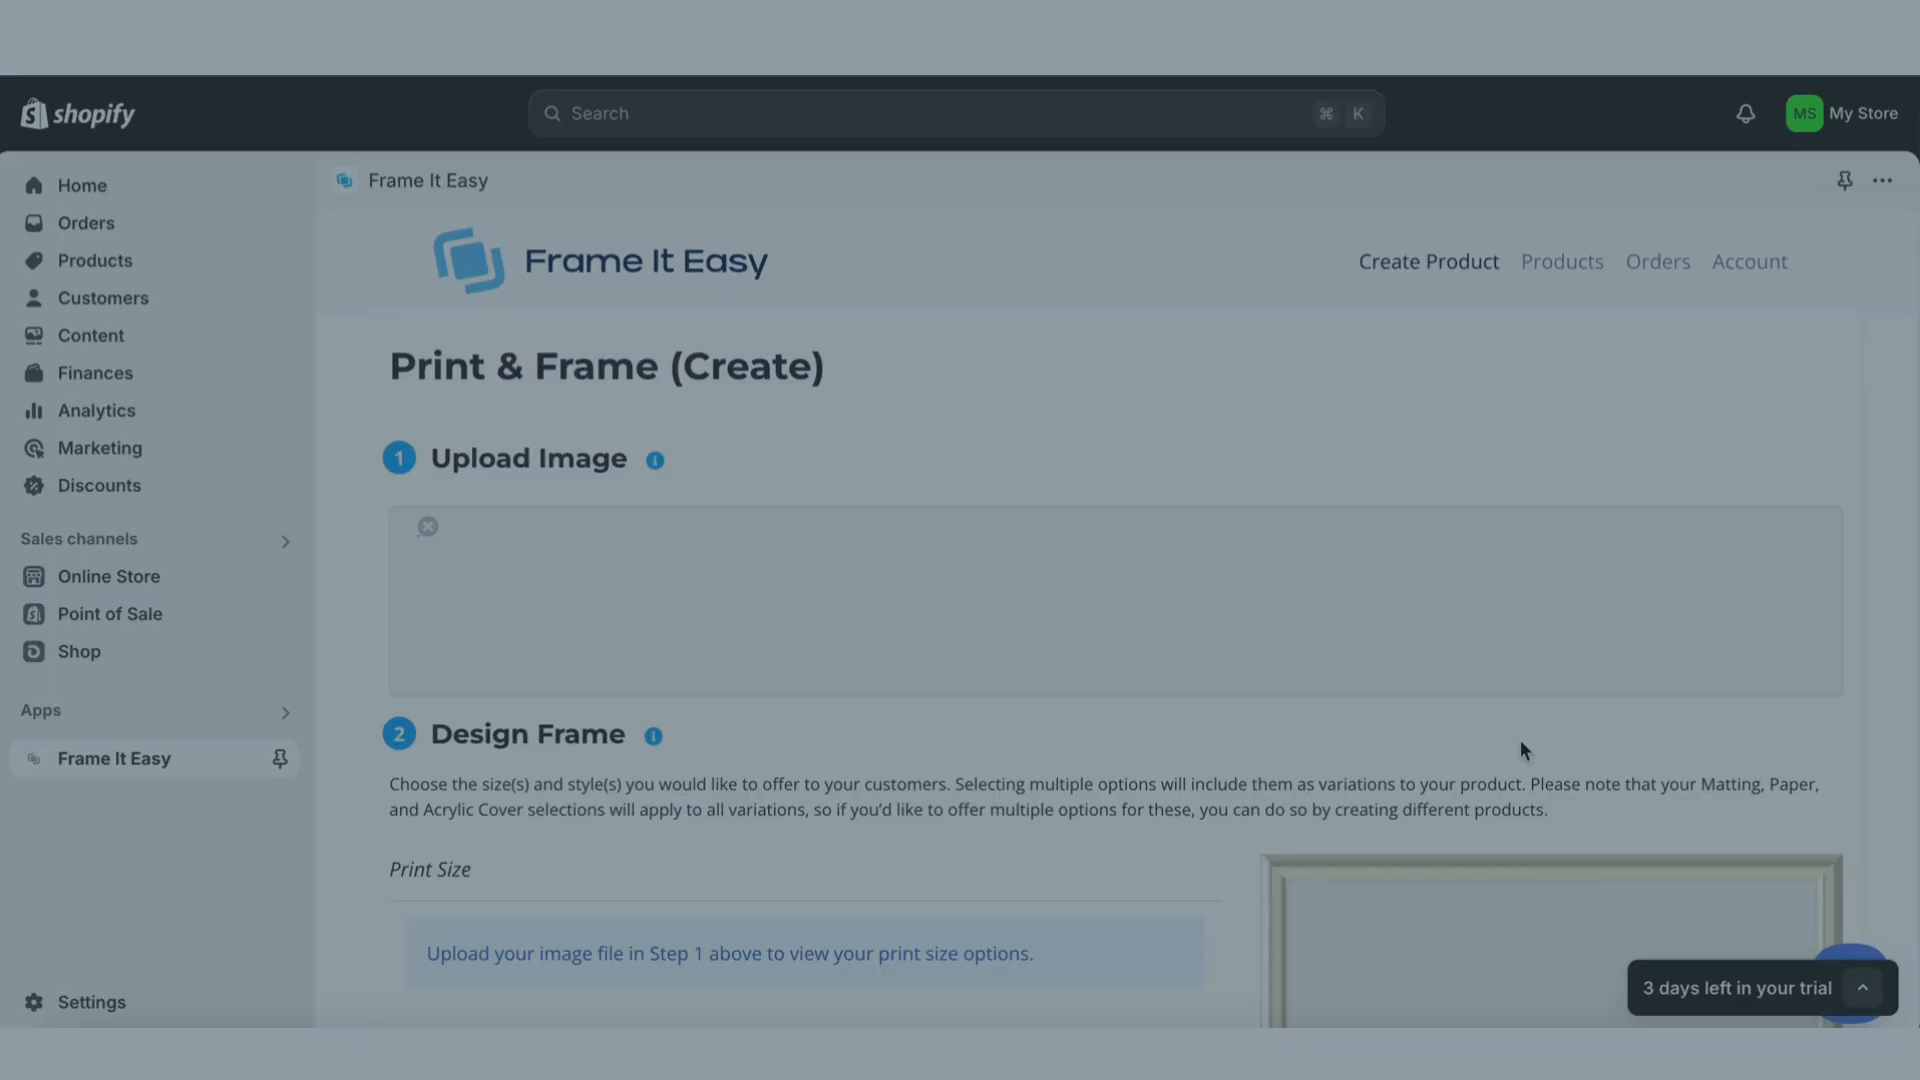 shopify
Search
⌘ K
MS My Store
Home
Orders
Products
Customers
Content
Finances
Analytics
Marketing
Discounts
Sales channels
Online Store
Point of Sale
Shop
Apps
Frame It Easy
Settings
Frame It Easy
Frame It Easy
Create Product Products Orders Account
Print & Frame (Create)
1 Upload Image
2 Design Frame
Choose the size(s) and style(s) you would like to offer to your customers. Selecting multiple options will include them as variations to your product. Please note that your Matting, Paper,
and Acrylic Cover selections will apply to all variations, so if you’d like to offer multiple options for these, you can do so by creating different products.
Print Size
Upload your image file in Step 1 above to view your print size options.
3 days left in your trial